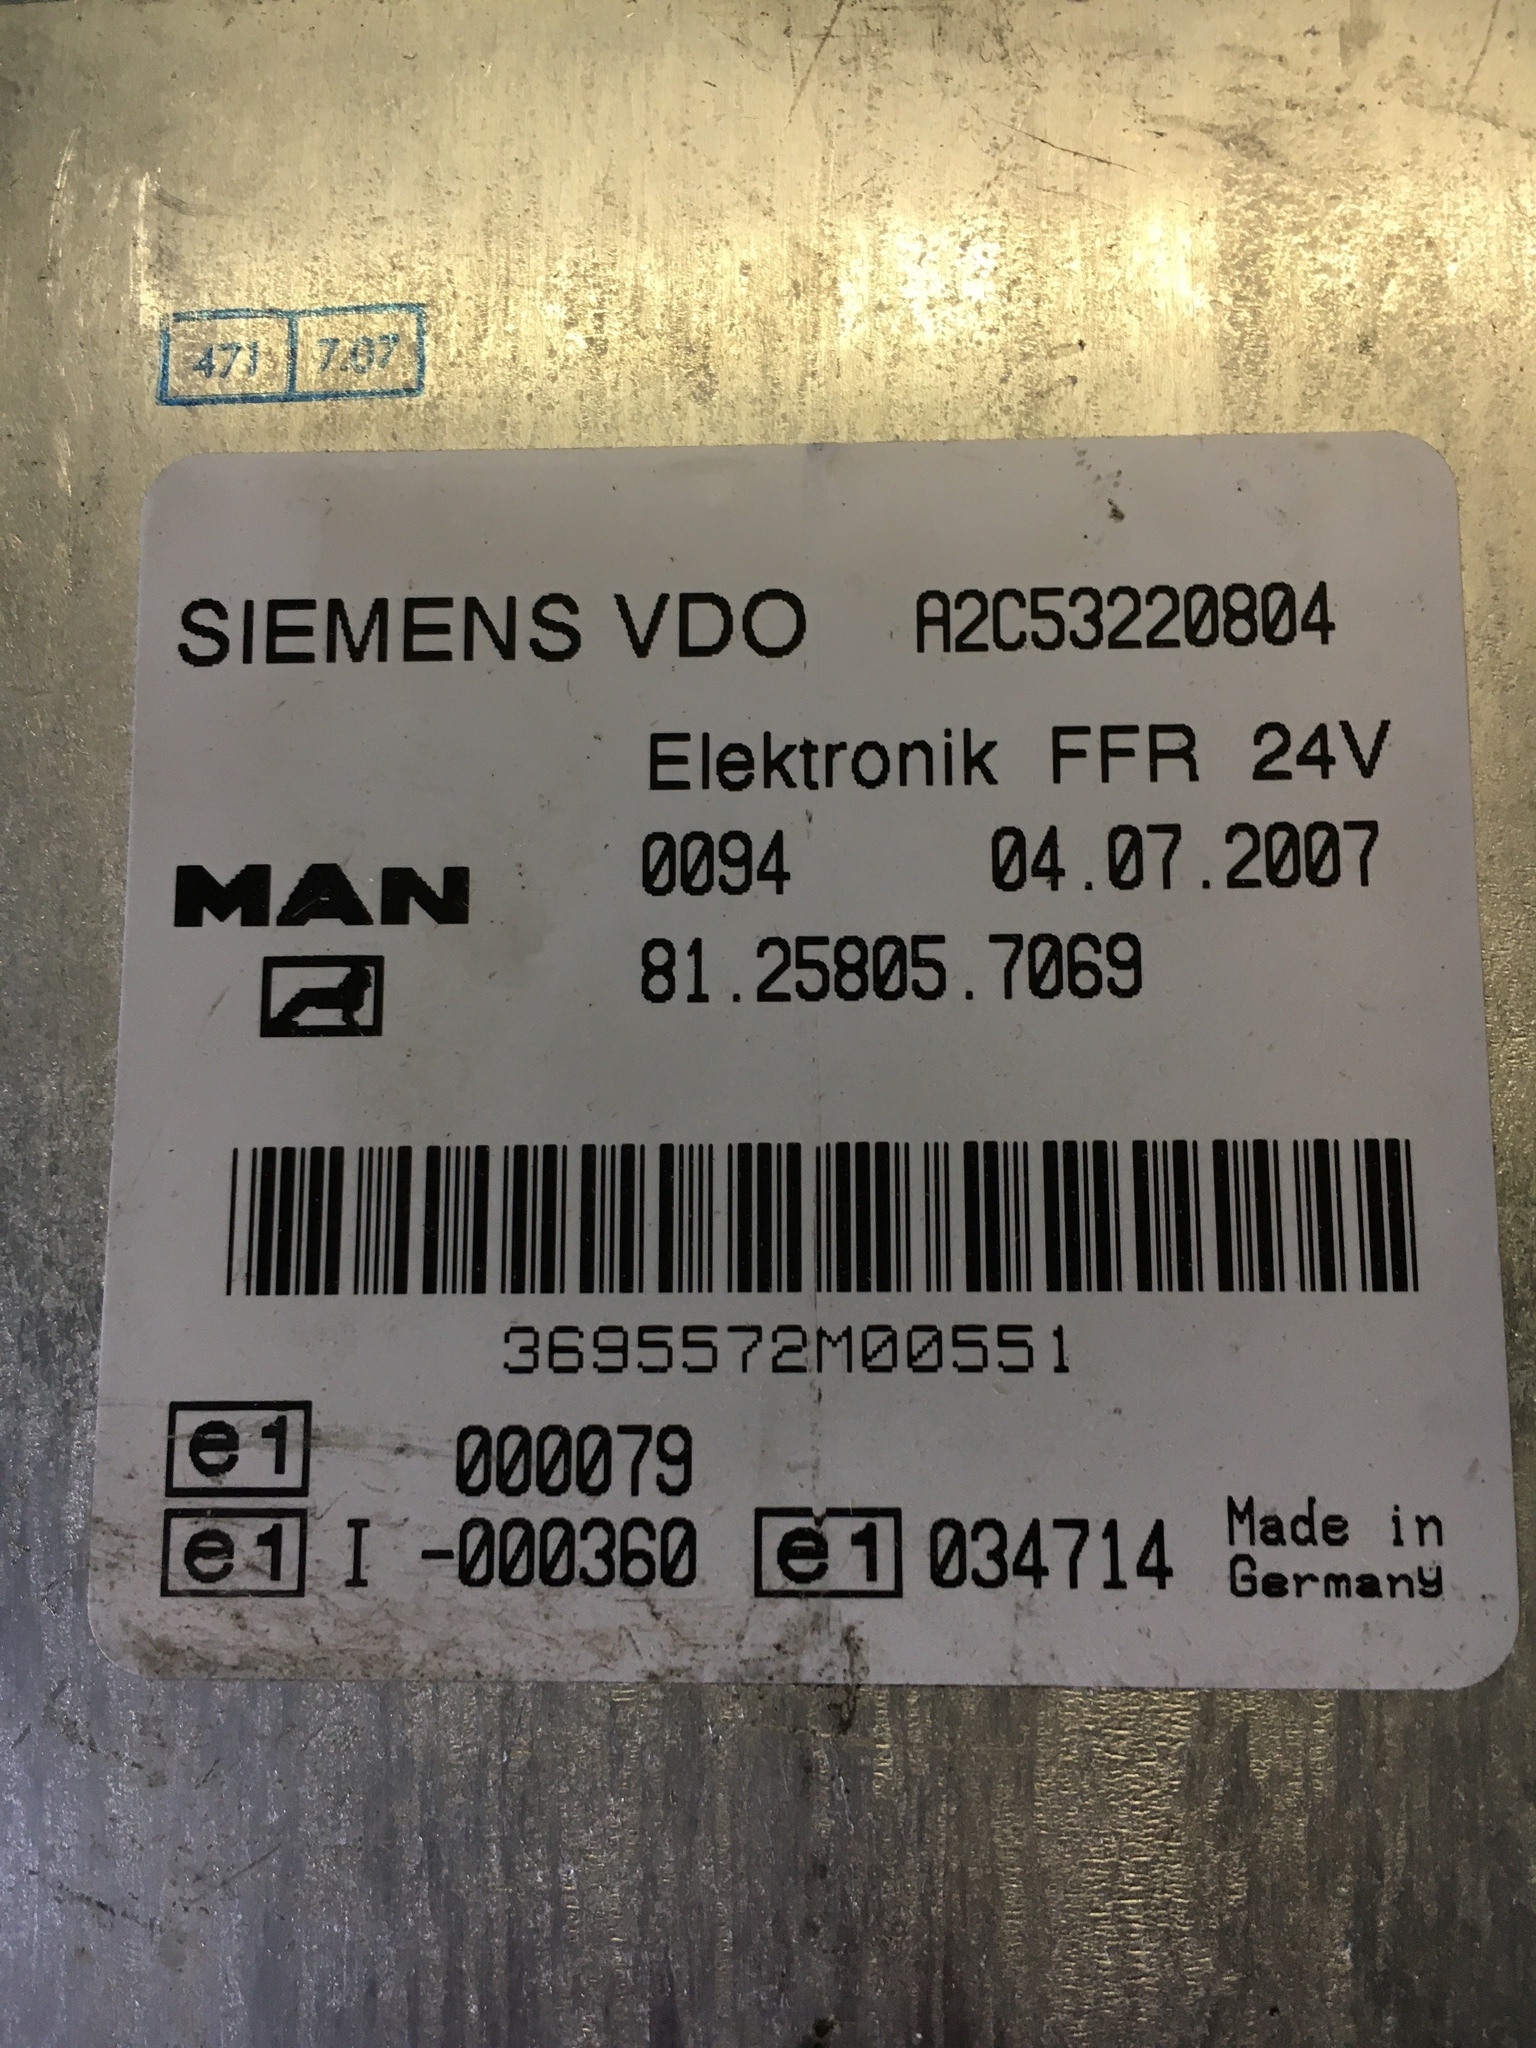 471 7.07
SIEMENS VDO A2C53220804
Elektronik FFR 24V
0094 04.07.2007
MAN
81.25805.7069
3695572M00551
e1 000079
e1 I -000360 e1 034714 Made in
Germany